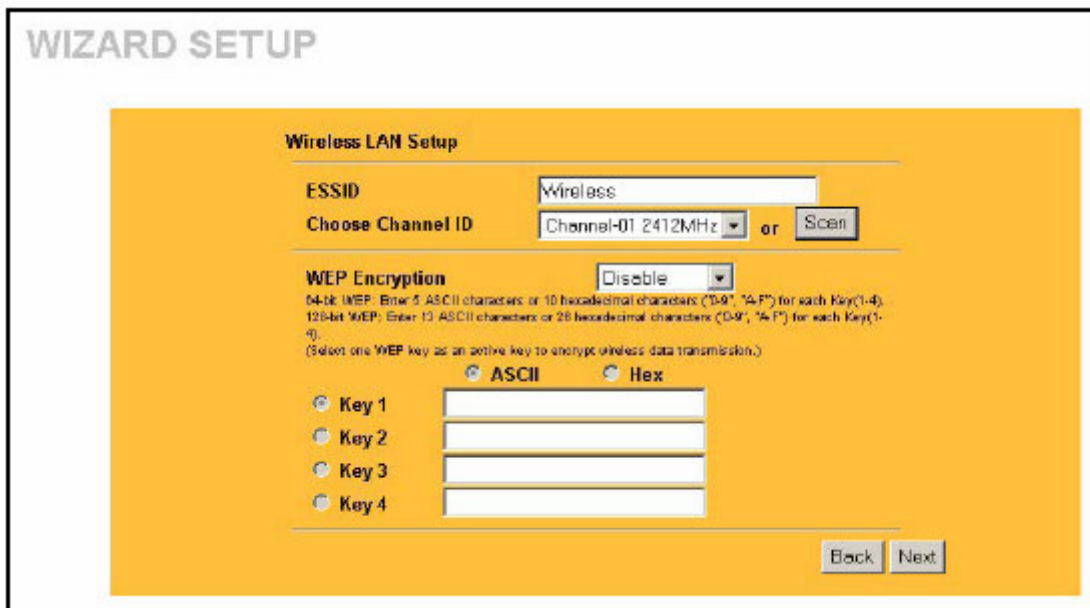 WIZARD SETUP
Wireless LAN Setup
ESSID Wireless
Choose Channel ID Channel-01 2412MHz or Scan
WEP Encryption Disable
64-bit WEP: Enter 5 ASCII characters or 10 hexadecimal characters ("0-9", "A-F") for each Key(1-4).
128-bit WEP: Enter 13 ASCII characters or 26 hexadecimal characters ("0-9", "A-F") for each Key(1-
4).
(Select one WEP key as an active key to encrypt wireless data transmission.)
ASCII Hex
Key 1
Key 2
Key 3
Key 4
Back Next